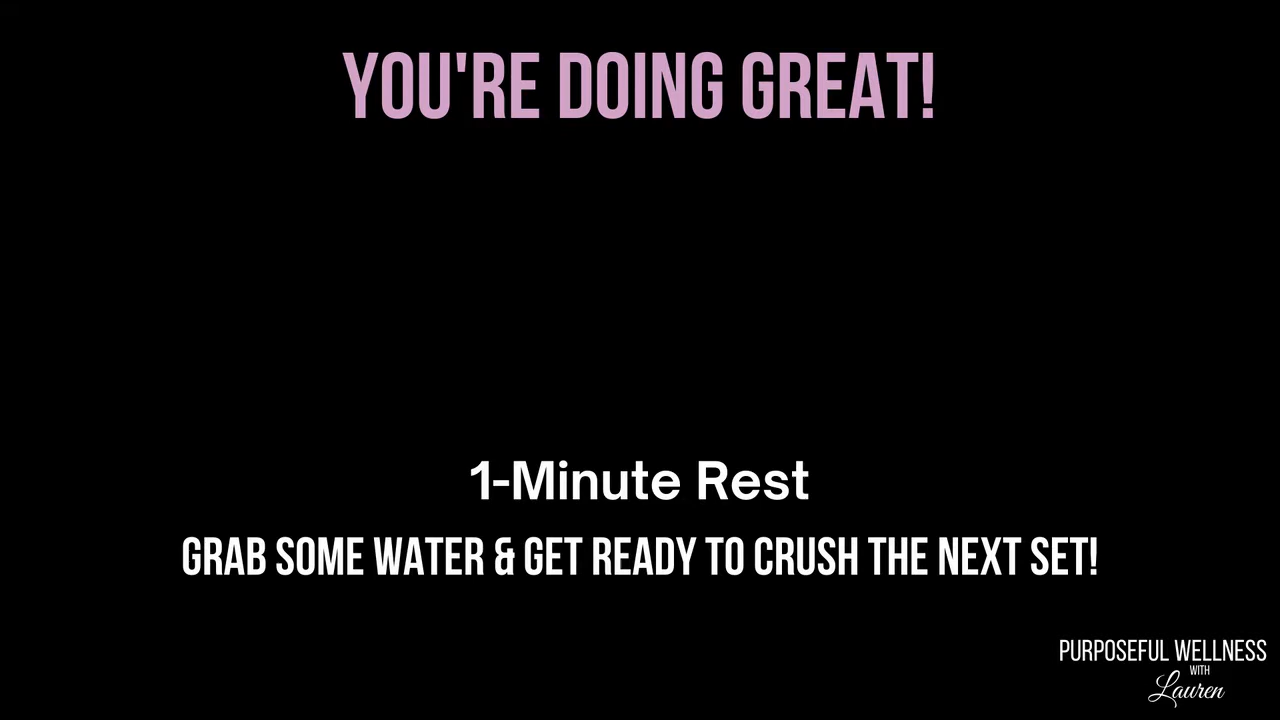 YOU'RE DOING GREAT!
1-Minute Rest
GRAB SOME WATER & GET READY TO CRUSH THE NEXT SET!
PURPOSEFUL WELLNESS
WITH
Lauren